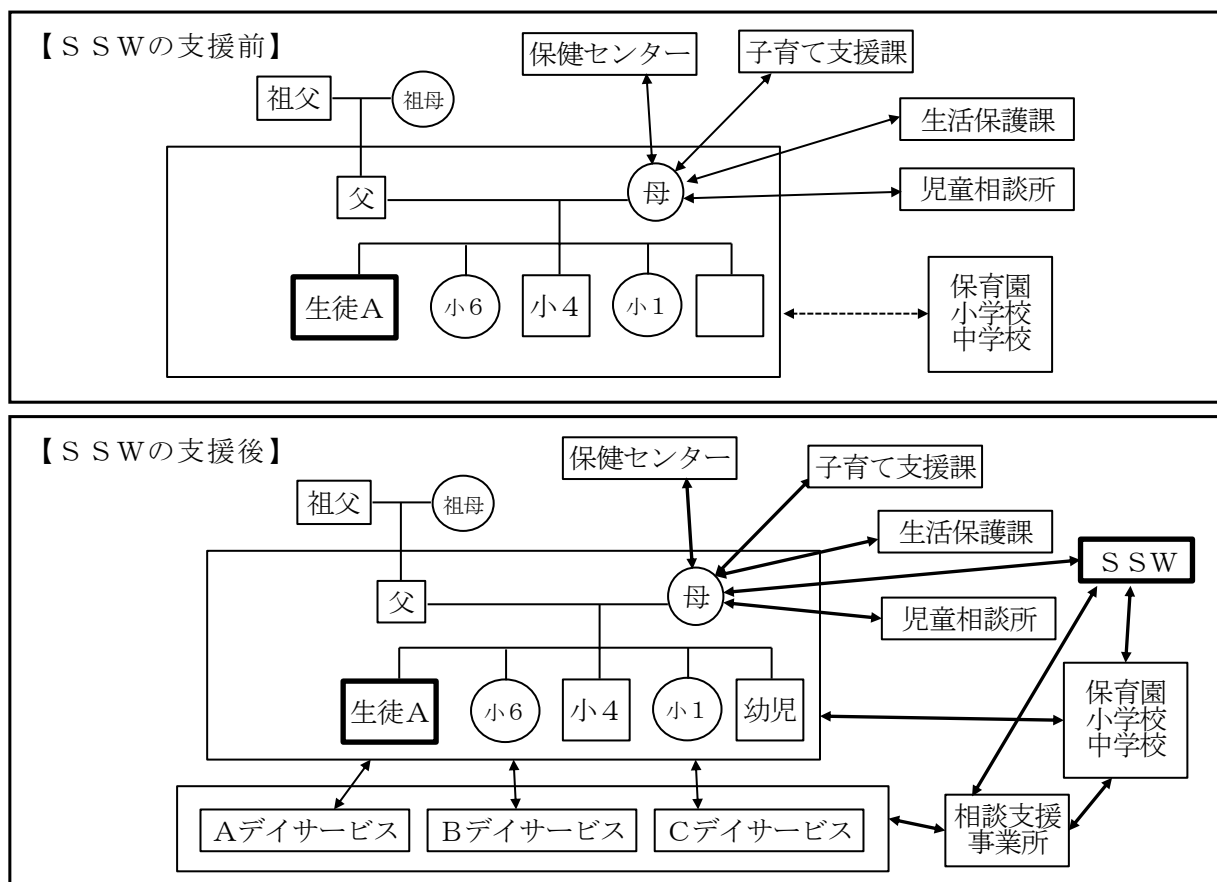 【ＳＳＷの支援前】
保健センター
子育て支援課
祖父
祖母
生活保護課
父
母
児童相談所
生徒Ａ
小６
小４
小１
保育園
小学校
中学校
【ＳＳＷの支援後】
保健センター
子育て支援課
祖父
祖母
生活保護課
ＳＳＷ
父
母
児童相談所
生徒Ａ
小６
小４
小１
幼児
保育園
小学校
中学校
Ａデイサービス
Ｂデイサービス
Ｃデイサービス
相談支援
事業所